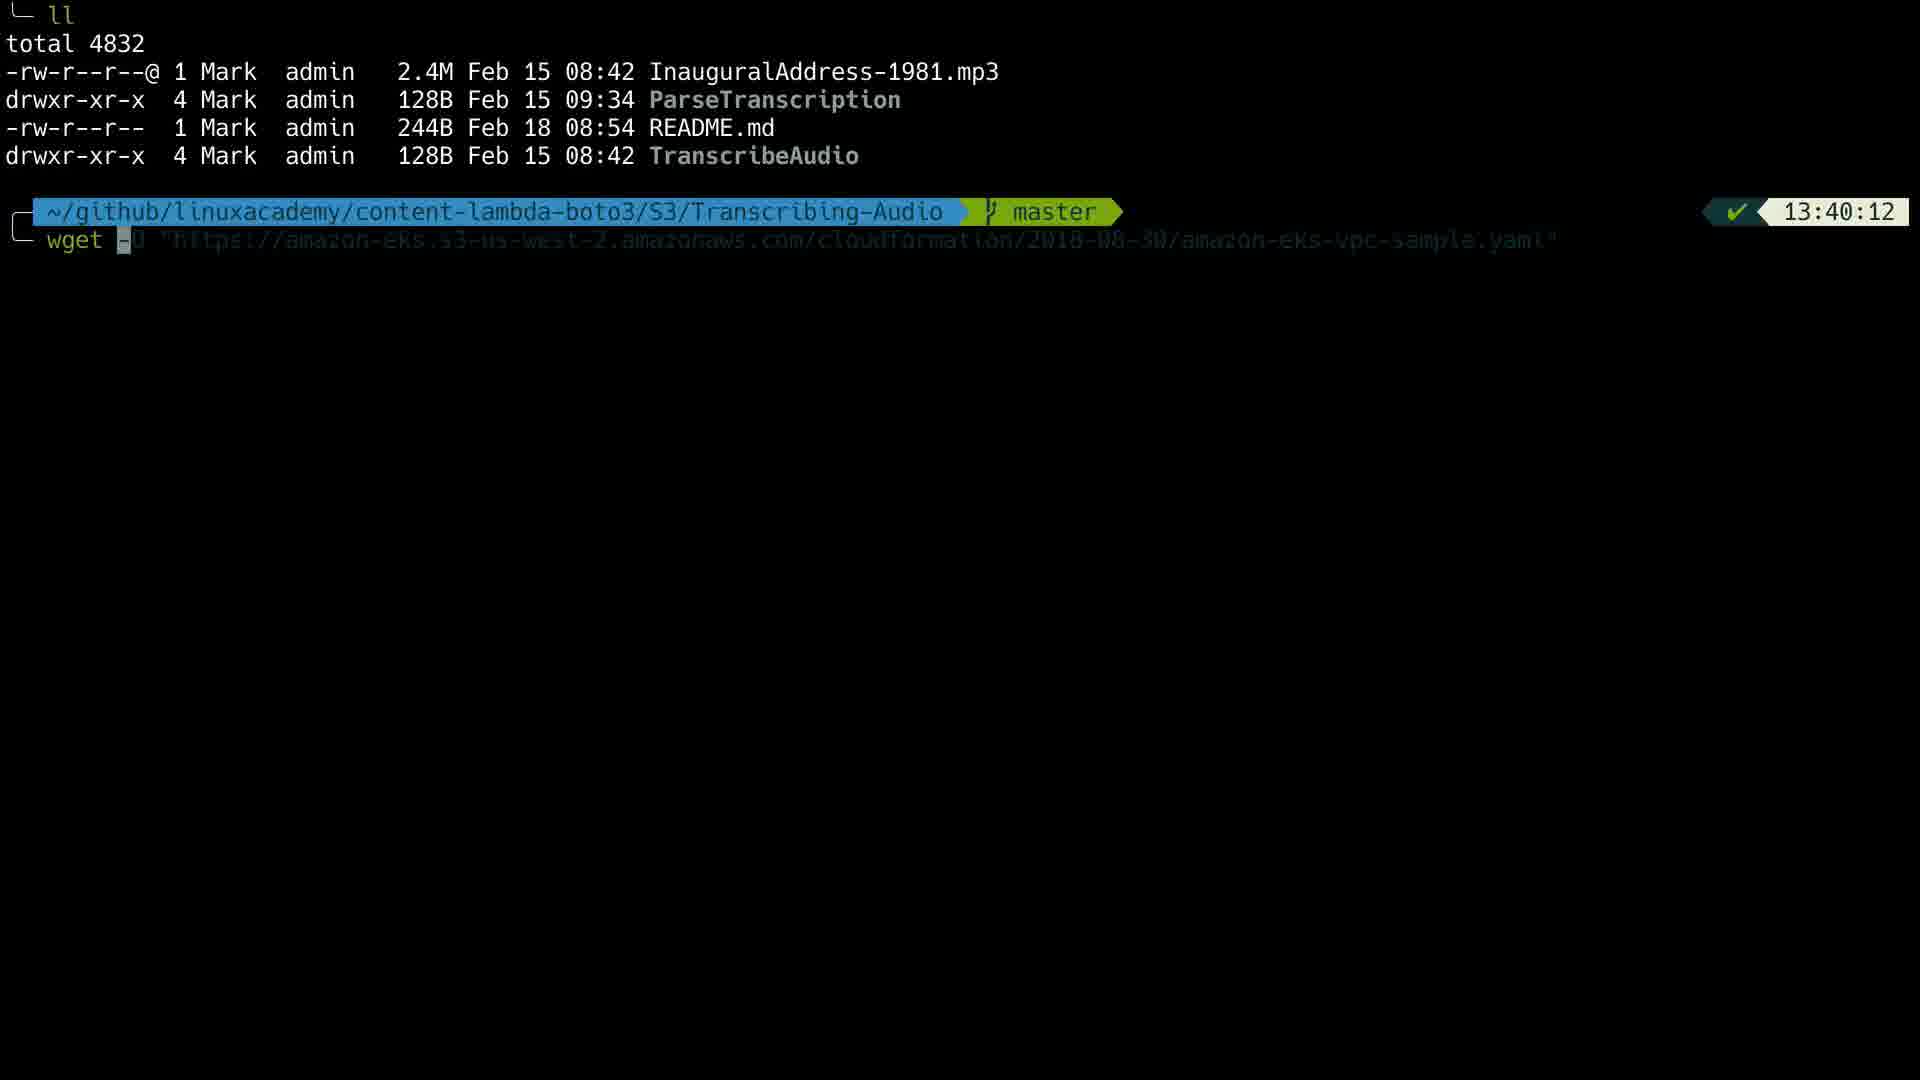 ll
total 4832
-rw-r--r--@ 1 Mark  admin   2.4M Feb 15 08:42 InauguralAddress-1981.mp3
drwxr-xr-x  4 Mark  admin   128B Feb 15 09:34 ParseTranscription
-rw-r--r--  1 Mark  admin   244B Feb 18 08:54 README.md
drwxr-xr-x  4 Mark  admin   128B Feb 15 08:42 TranscribeAudio
~/github/linuxacademy/content-lambda-boto3/S3/Transcribing-Audio master ✔ 13:40:12
wget -O "https://amazon-eks.s3-us-west-2.amazonaws.com/cloudformation/2018-08-30/amazon-eks-vpc-sample.yaml"